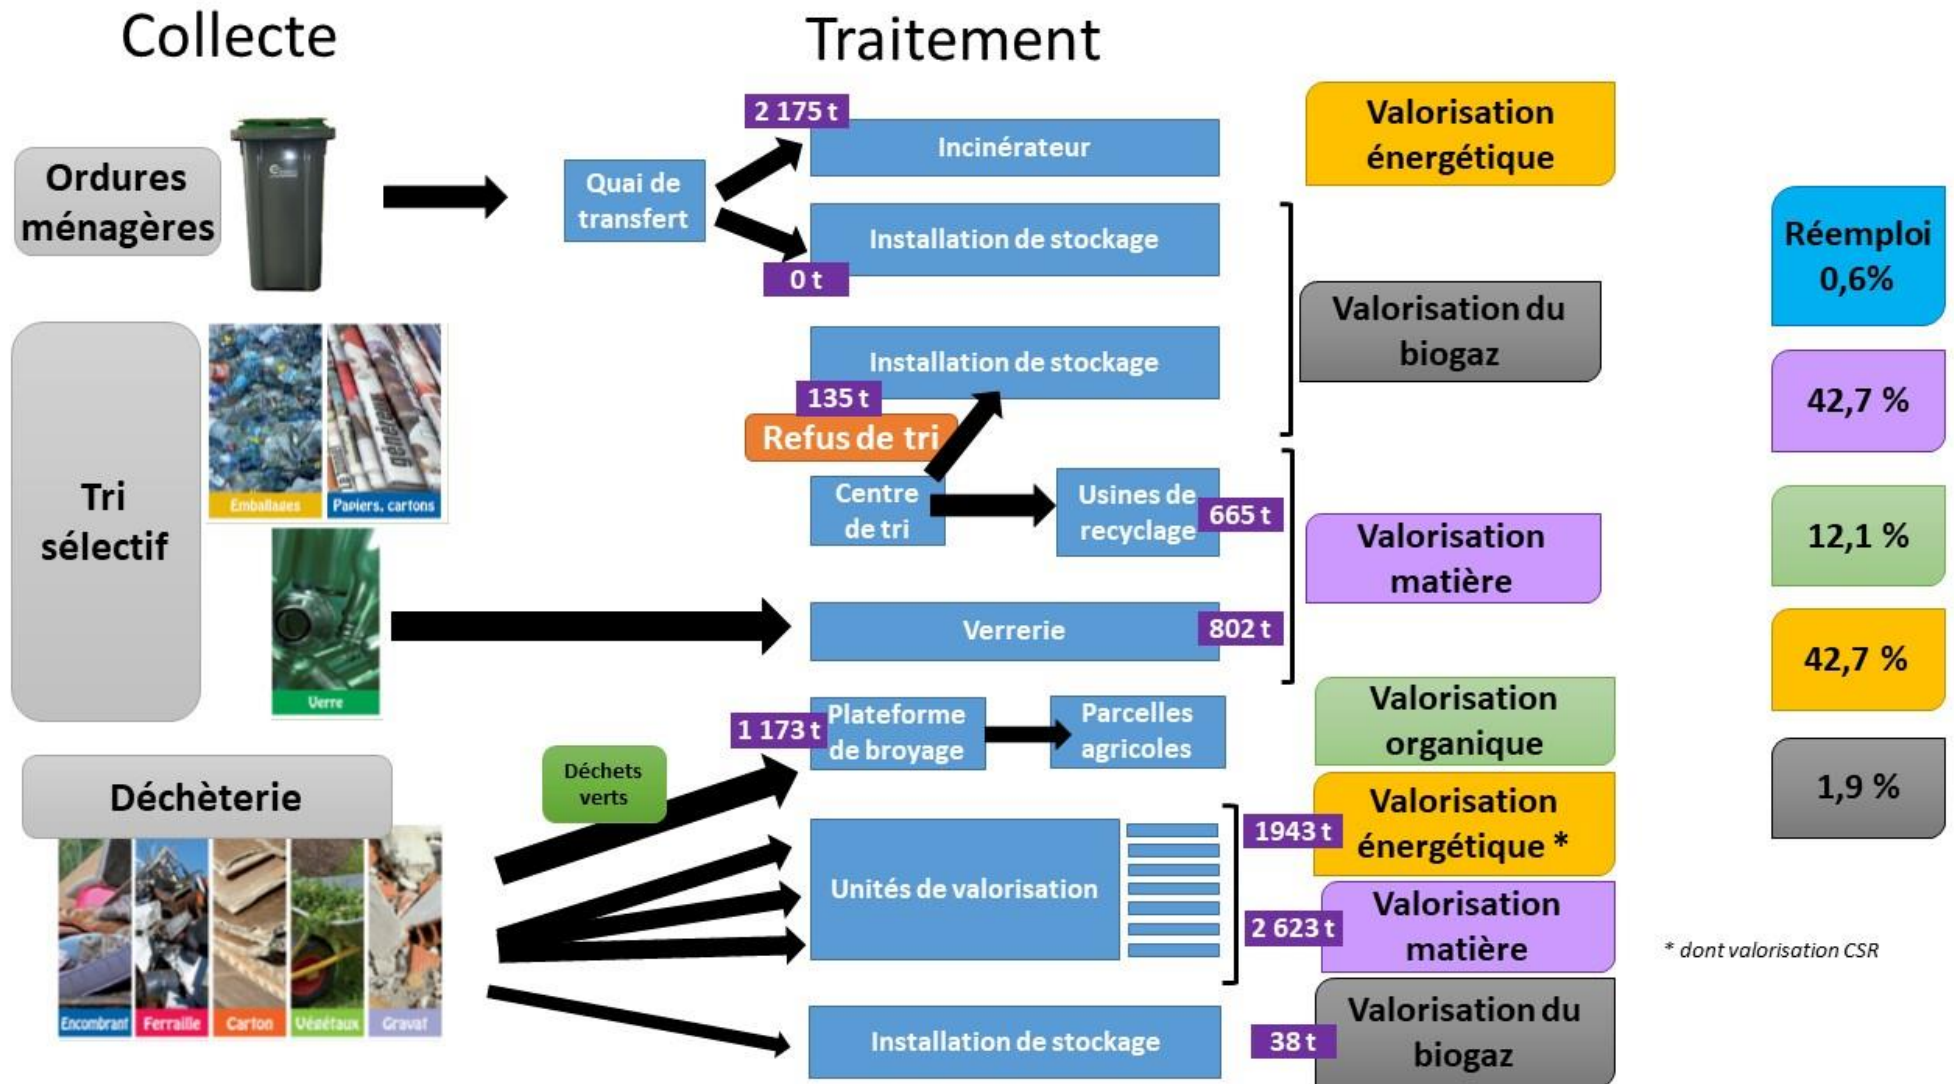 Collecte
Traitement
Ordures
ménagères
Quai de
transfert
2 175 t
Incinérateur
Valorisation
énergétique
0 t
Installation de stockage
Installation de stockage
Valorisation du
biogaz
Réemploi
0,6%
42,7 %
12,1 %
42,7 %
1,9 %
Tri
sélectif
Emballages
Papiers, cartons
générale
Verre
135 t
Refus de tri
Centre
de tri
Usines de
recyclage
665 t
Valorisation
matière
Verrerie
802 t
Déchèterie
Encombrant
Ferraille
Carton
Végétaux
Gravat
Déchets
verts
1 173 t
Plateforme
de broyage
Parcelles
agricoles
Valorisation
organique
Unités de valorisation
1943 t
Valorisation
énergétique *
2 623 t
Valorisation
matière
* dont valorisation CSR
Installation de stockage
38 t
Valorisation du
biogaz